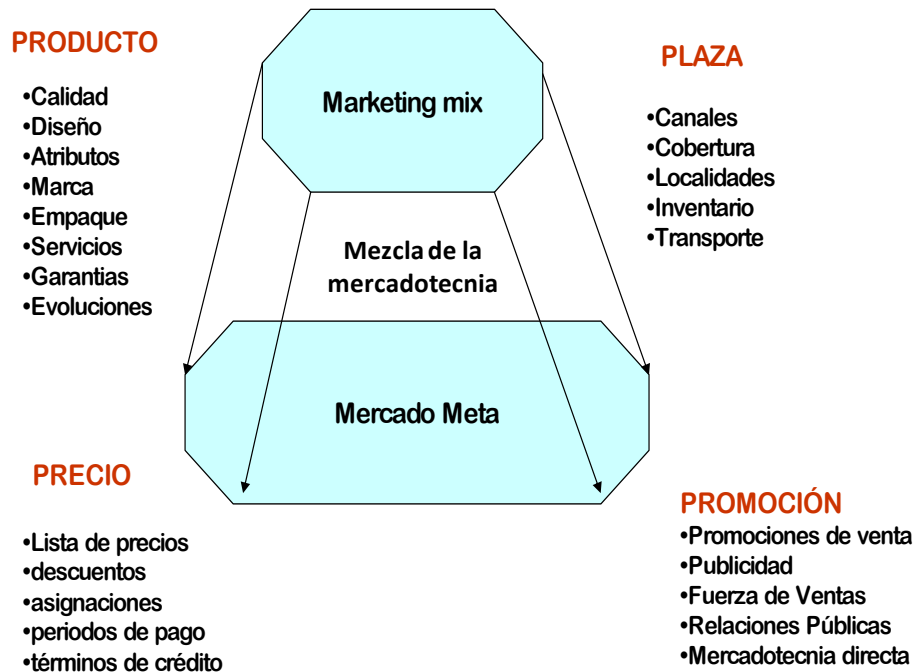 PRODUCTO
•Calidad
•Diseño
•Atributos
•Marca
•Empaque
•Servicios
•Garantias
•Evoluciones
Marketing mix
PLAZA
•Canales
•Cobertura
•Localidades
•Inventario
•Transporte
Mezcla de la
mercadotecnia
Mercado Meta
PRECIO
•Lista de precios
•descuentos
•asignaciones
•periodos de pago
•términos de crédito
PROMOCIÓN
•Promociones de venta
•Publicidad
•Fuerza de Ventas
•Relaciones Públicas
•Mercadotecnia directa